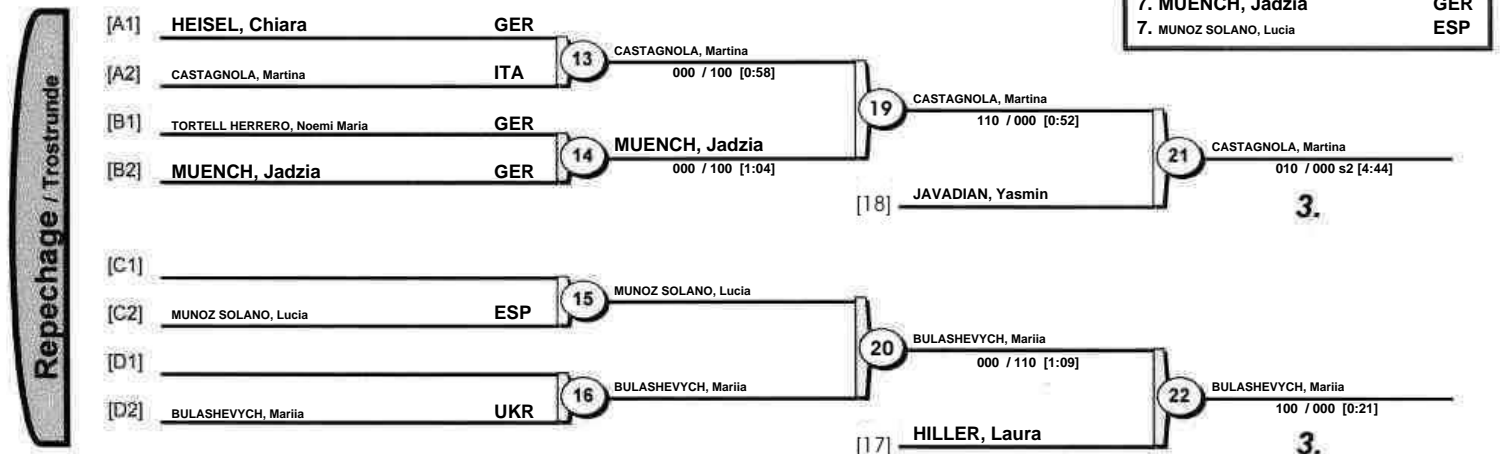 7. MUENCH, Jadzia GER
7. MUNOZ SOLANO, Lucia ESP
Repechage / Trostrunde
[A1] HEISEL, Chiara GER
13 CASTAGNOLA, Martina
000 / 100 [0:58]
[A2] CASTAGNOLA, Martina ITA
19 CASTAGNOLA, Martina
110 / 000 [0:52]
[B1] TORTELL HERRERO, Noemi Maria GER
14 MUENCH, Jadzia
000 / 100 [1:04]
21 CASTAGNOLA, Martina
010 / 000 s2 [4:44]
[B2] MUENCH, Jadzia GER
[18] JAVADIAN, Yasmin
3.
[C1]
15 MUNOZ SOLANO, Lucia
[C2] MUNOZ SOLANO, Lucia ESP
20 BULASHEVYCH, Mariia
000 / 110 [1:09]
[D1]
16 BULASHEVYCH, Mariia
22 BULASHEVYCH, Mariia
100 / 000 [0:21]
[D2] BULASHEVYCH, Mariia UKR
[17] HILLER, Laura
3.